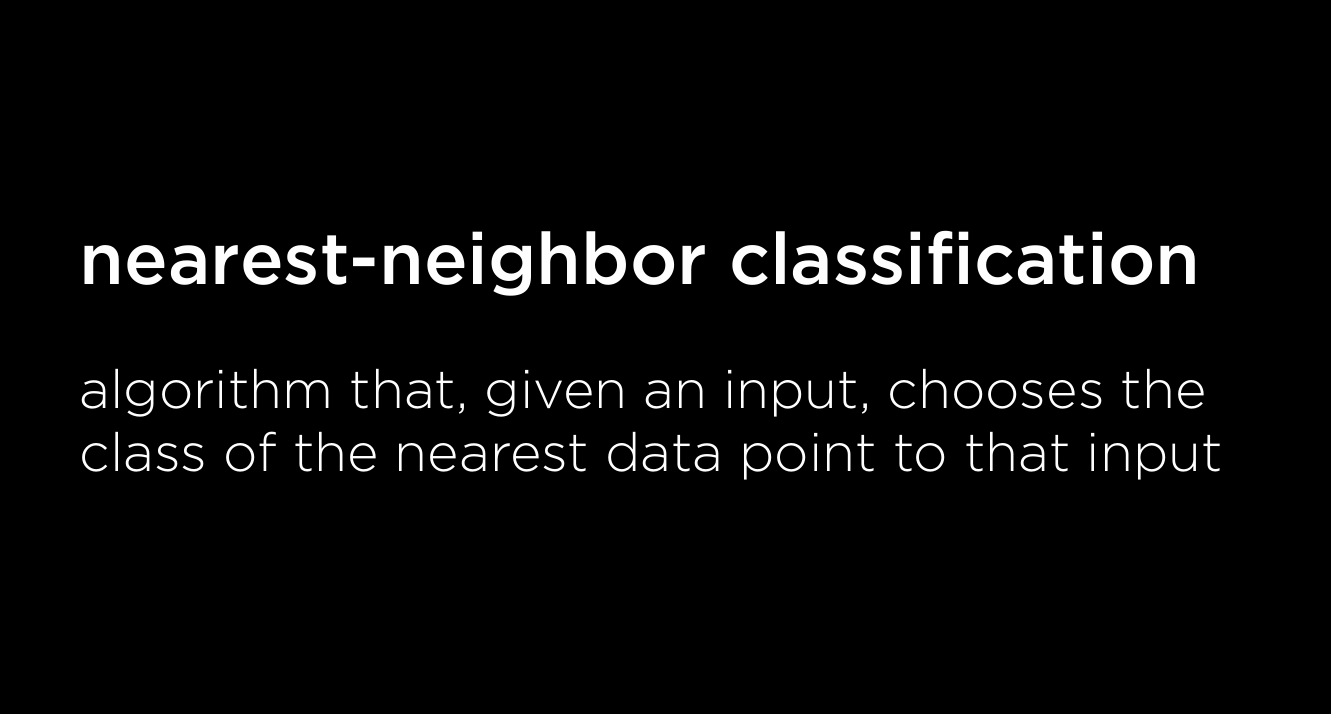 nearest-neighbor classification
algorithm that, given an input, chooses the
class of the nearest data point to that input